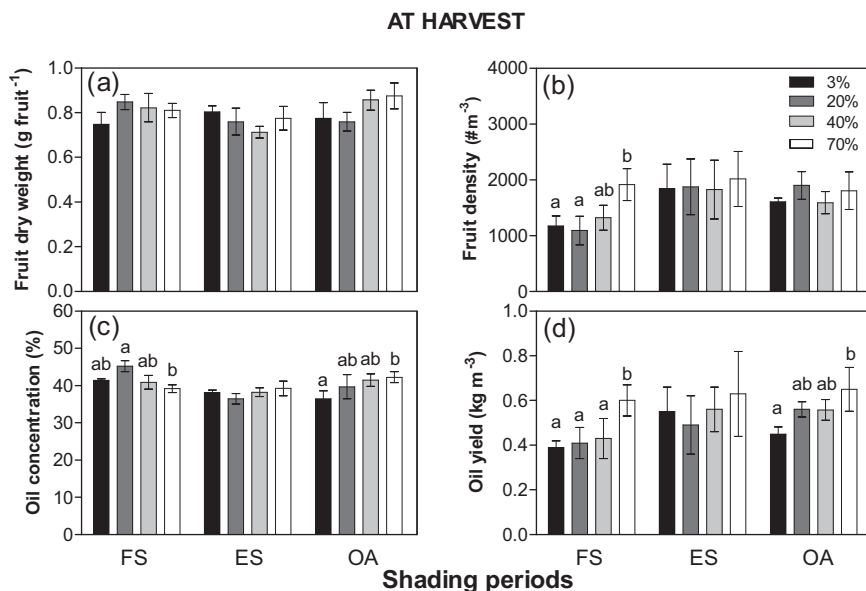 AT HARVEST
(a)
Fruit dry weight (g fruit-1)
1.0
0.8
0.6
0.4
0.2
0.0
(b)
Fruit density (#m-3)
4000
3000
2000
1000
0
3%
20%
40%
70%
a a ab b
(c)
Oil concentration (%)
60
50
40
30
20
10
0
ab a ab b
a ab ab b
FS ES OA
(d)
Oil yield (kg m-3)
1.0
0.8
0.6
0.4
0.2
0.0
a a a b
a ab ab b
FS ES OA
Shading periods